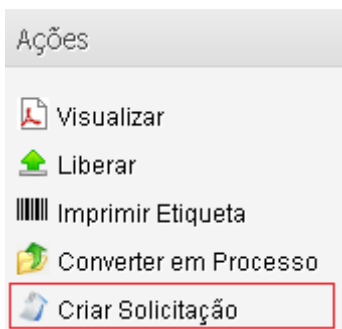 Ações
Visualizar
Liberar
Imprimir Etiqueta
Converter em Processo
Criar Solicitação